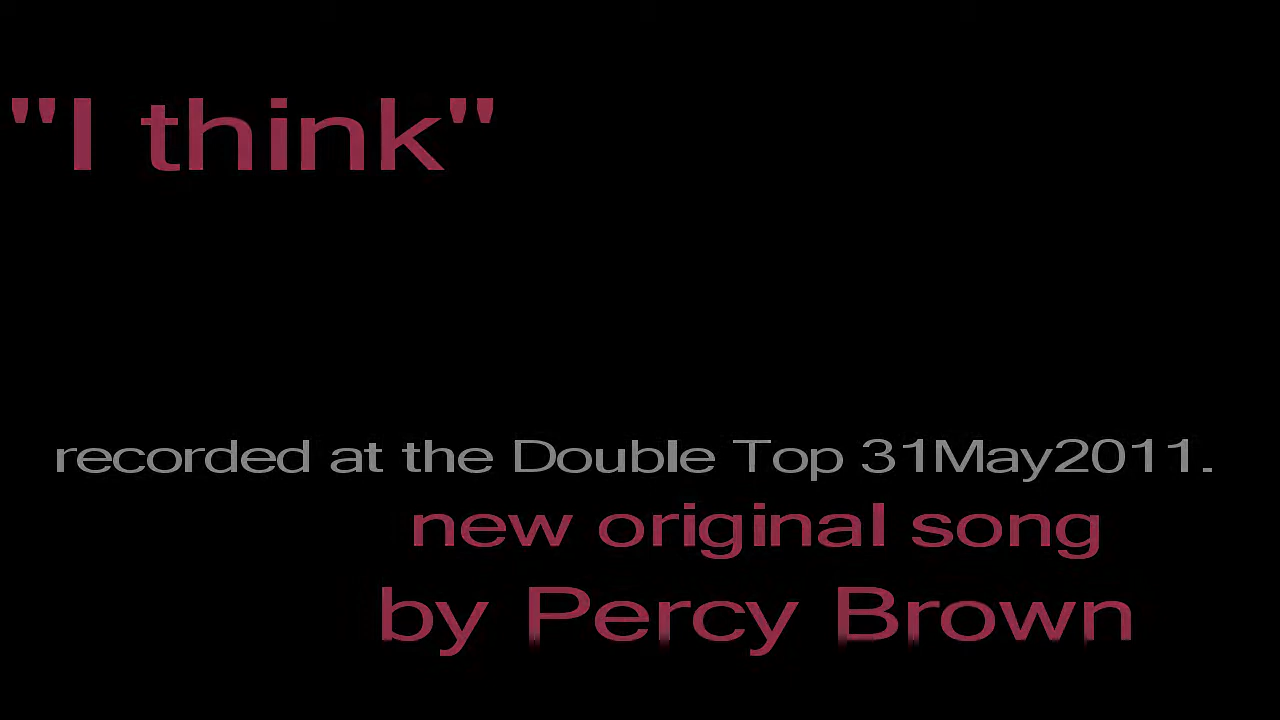 "I think"
recorded at the Double Top 31May2011.
new original song
by Percy Brown